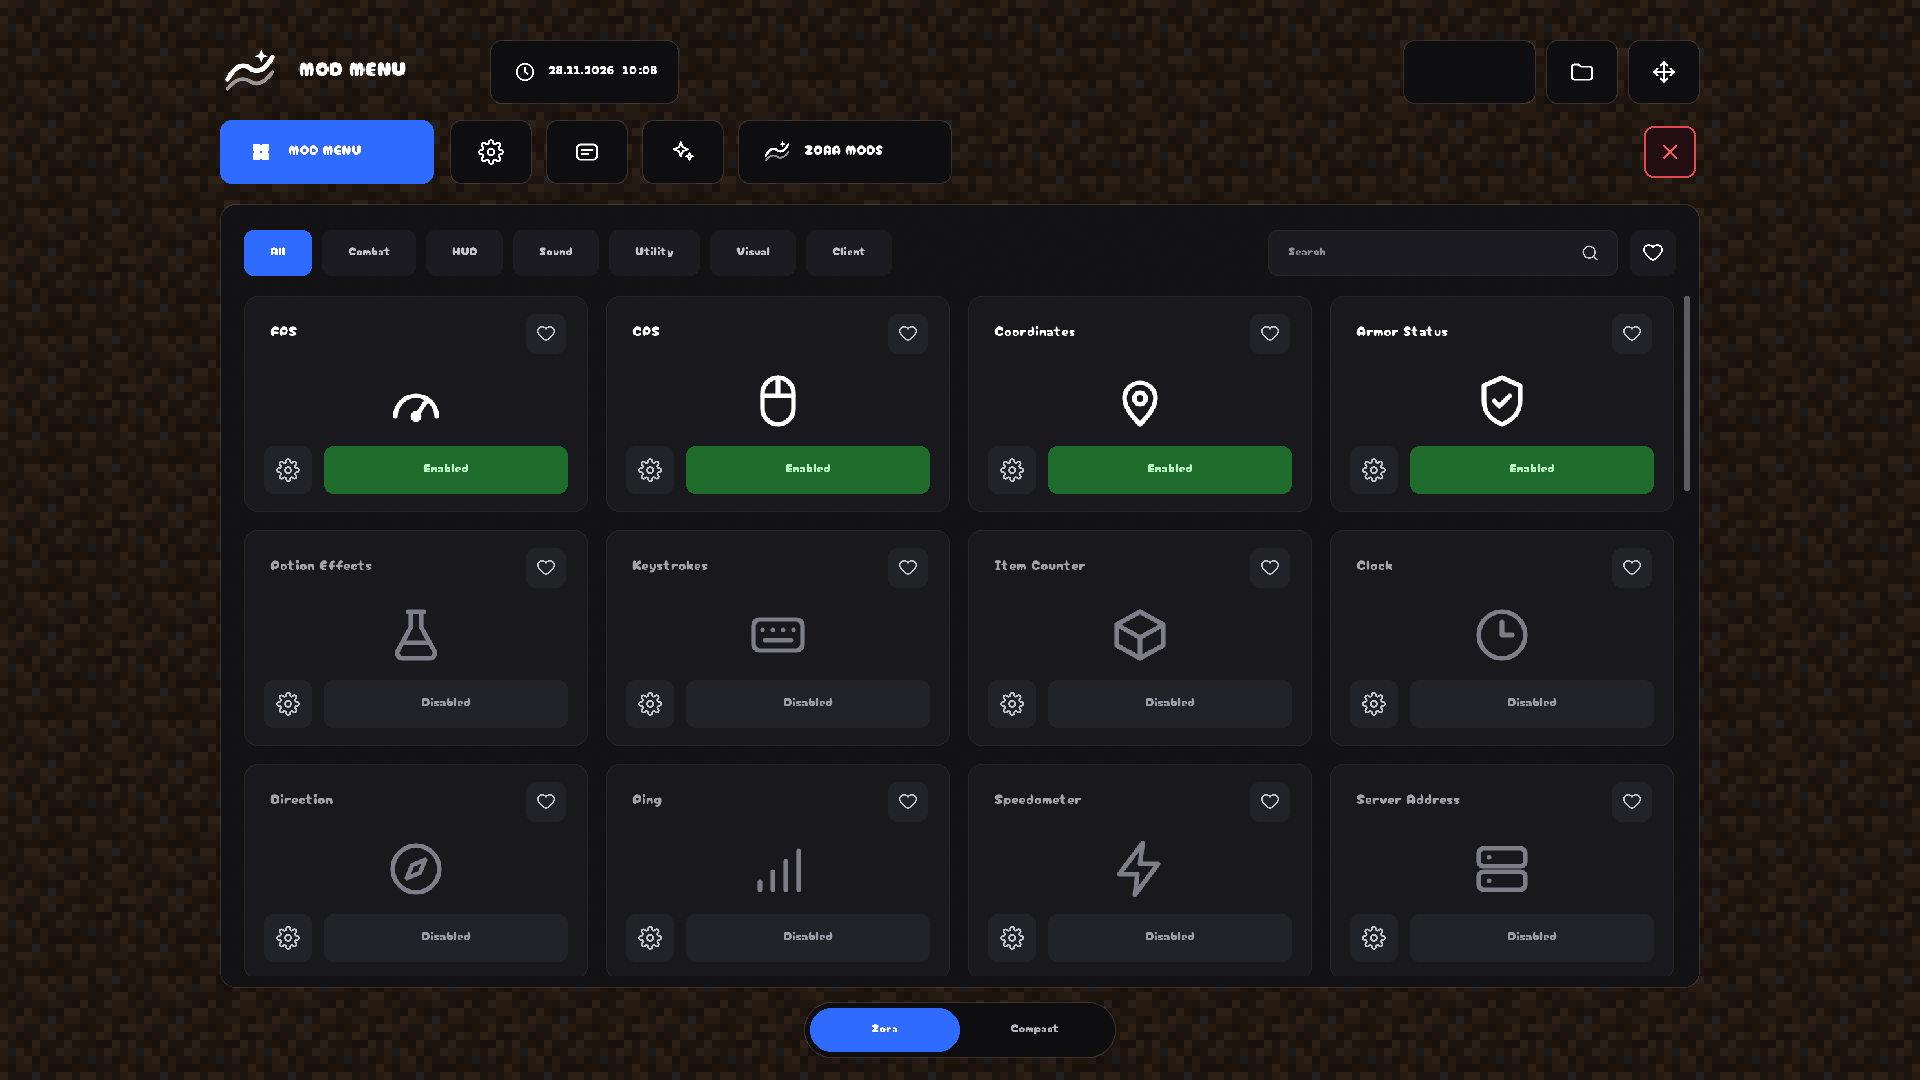 MOD MENU
28.11.2026 10:08
MOD MENU
ZORA MODS
All
Combat
HUD
Sound
Utility
Visual
Client
Search
FPS
CPS
Coordinates
Armor Status
Enabled
Enabled
Enabled
Enabled
Potion Effects
Keystrokes
Item Counter
Clock
Disabled
Disabled
Disabled
Disabled
Direction
Ping
Speedometer
Server Address
Disabled
Disabled
Disabled
Disabled
Zora
Compact